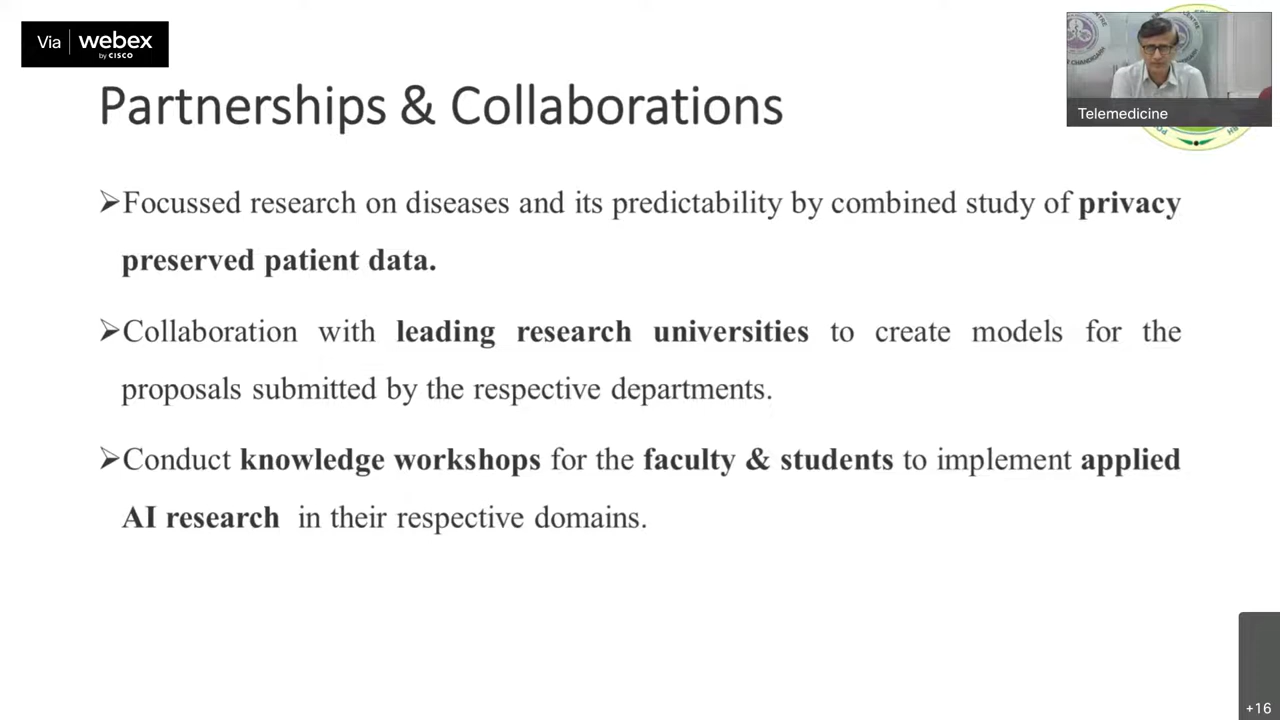 Via webex
by CISCO
CENTRE
CHANDIGARH
Telemedicine
Partnerships & Collaborations
➢Focussed research on diseases and its predictability by combined study of privacy
preserved patient data.
➢Collaboration with leading research universities to create models for the
proposals submitted by the respective departments.
➢Conduct knowledge workshops for the faculty & students to implement applied
AI research in their respective domains.
+16